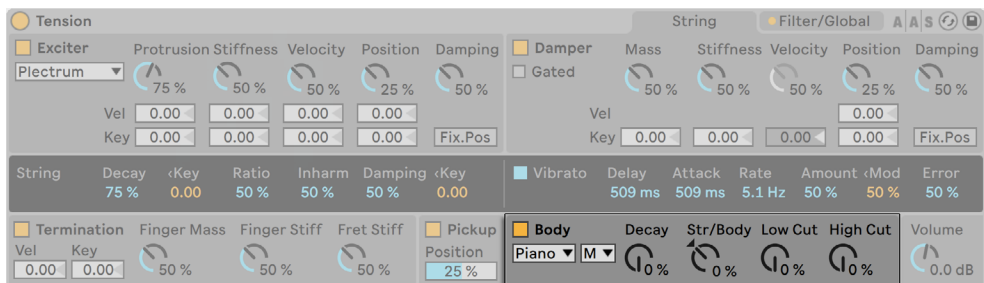 Tension String Filter/Global A A S
Exciter Protrusion Stiffness Velocity Position Damping
Plectrum 75 % 50 % 50 % 25 % 50 %
Vel 0.00 0.00 0.00 0.00
Key 0.00 0.00 0.00 0.00 Fix.Pos
Damper Mass Stiffness Velocity Position Damping
Gated 50 % 50 % 50 % 25 % 50 %
Vel 0.00
Key 0.00 0.00 0.00 0.00 Fix.Pos
String Decay ‹Key Ratio Inharm Damping ‹Key
75 % 0.00 50 % 50 % 50 % 0.00
Vibrato Delay Attack Rate Amount ‹Mod Error
509 ms 509 ms 5.1 Hz 50 % 50 % 50 %
Termination Finger Mass Finger Stiff Fret Stiff
Vel Key
0.00 0.00 50 % 50 % 50 %
Pickup
Position
25 %
Body Decay Str/Body Low Cut High Cut
Piano M 0 % 0 % 0 % 0 %
Volume
0.0 dB